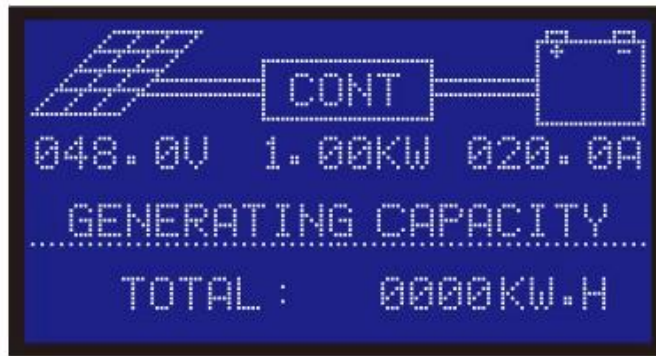 CONT
+ -
048.0V 1.00KW 020.0A
GENERATING CAPACITY
TOTAL: 0000KW.H